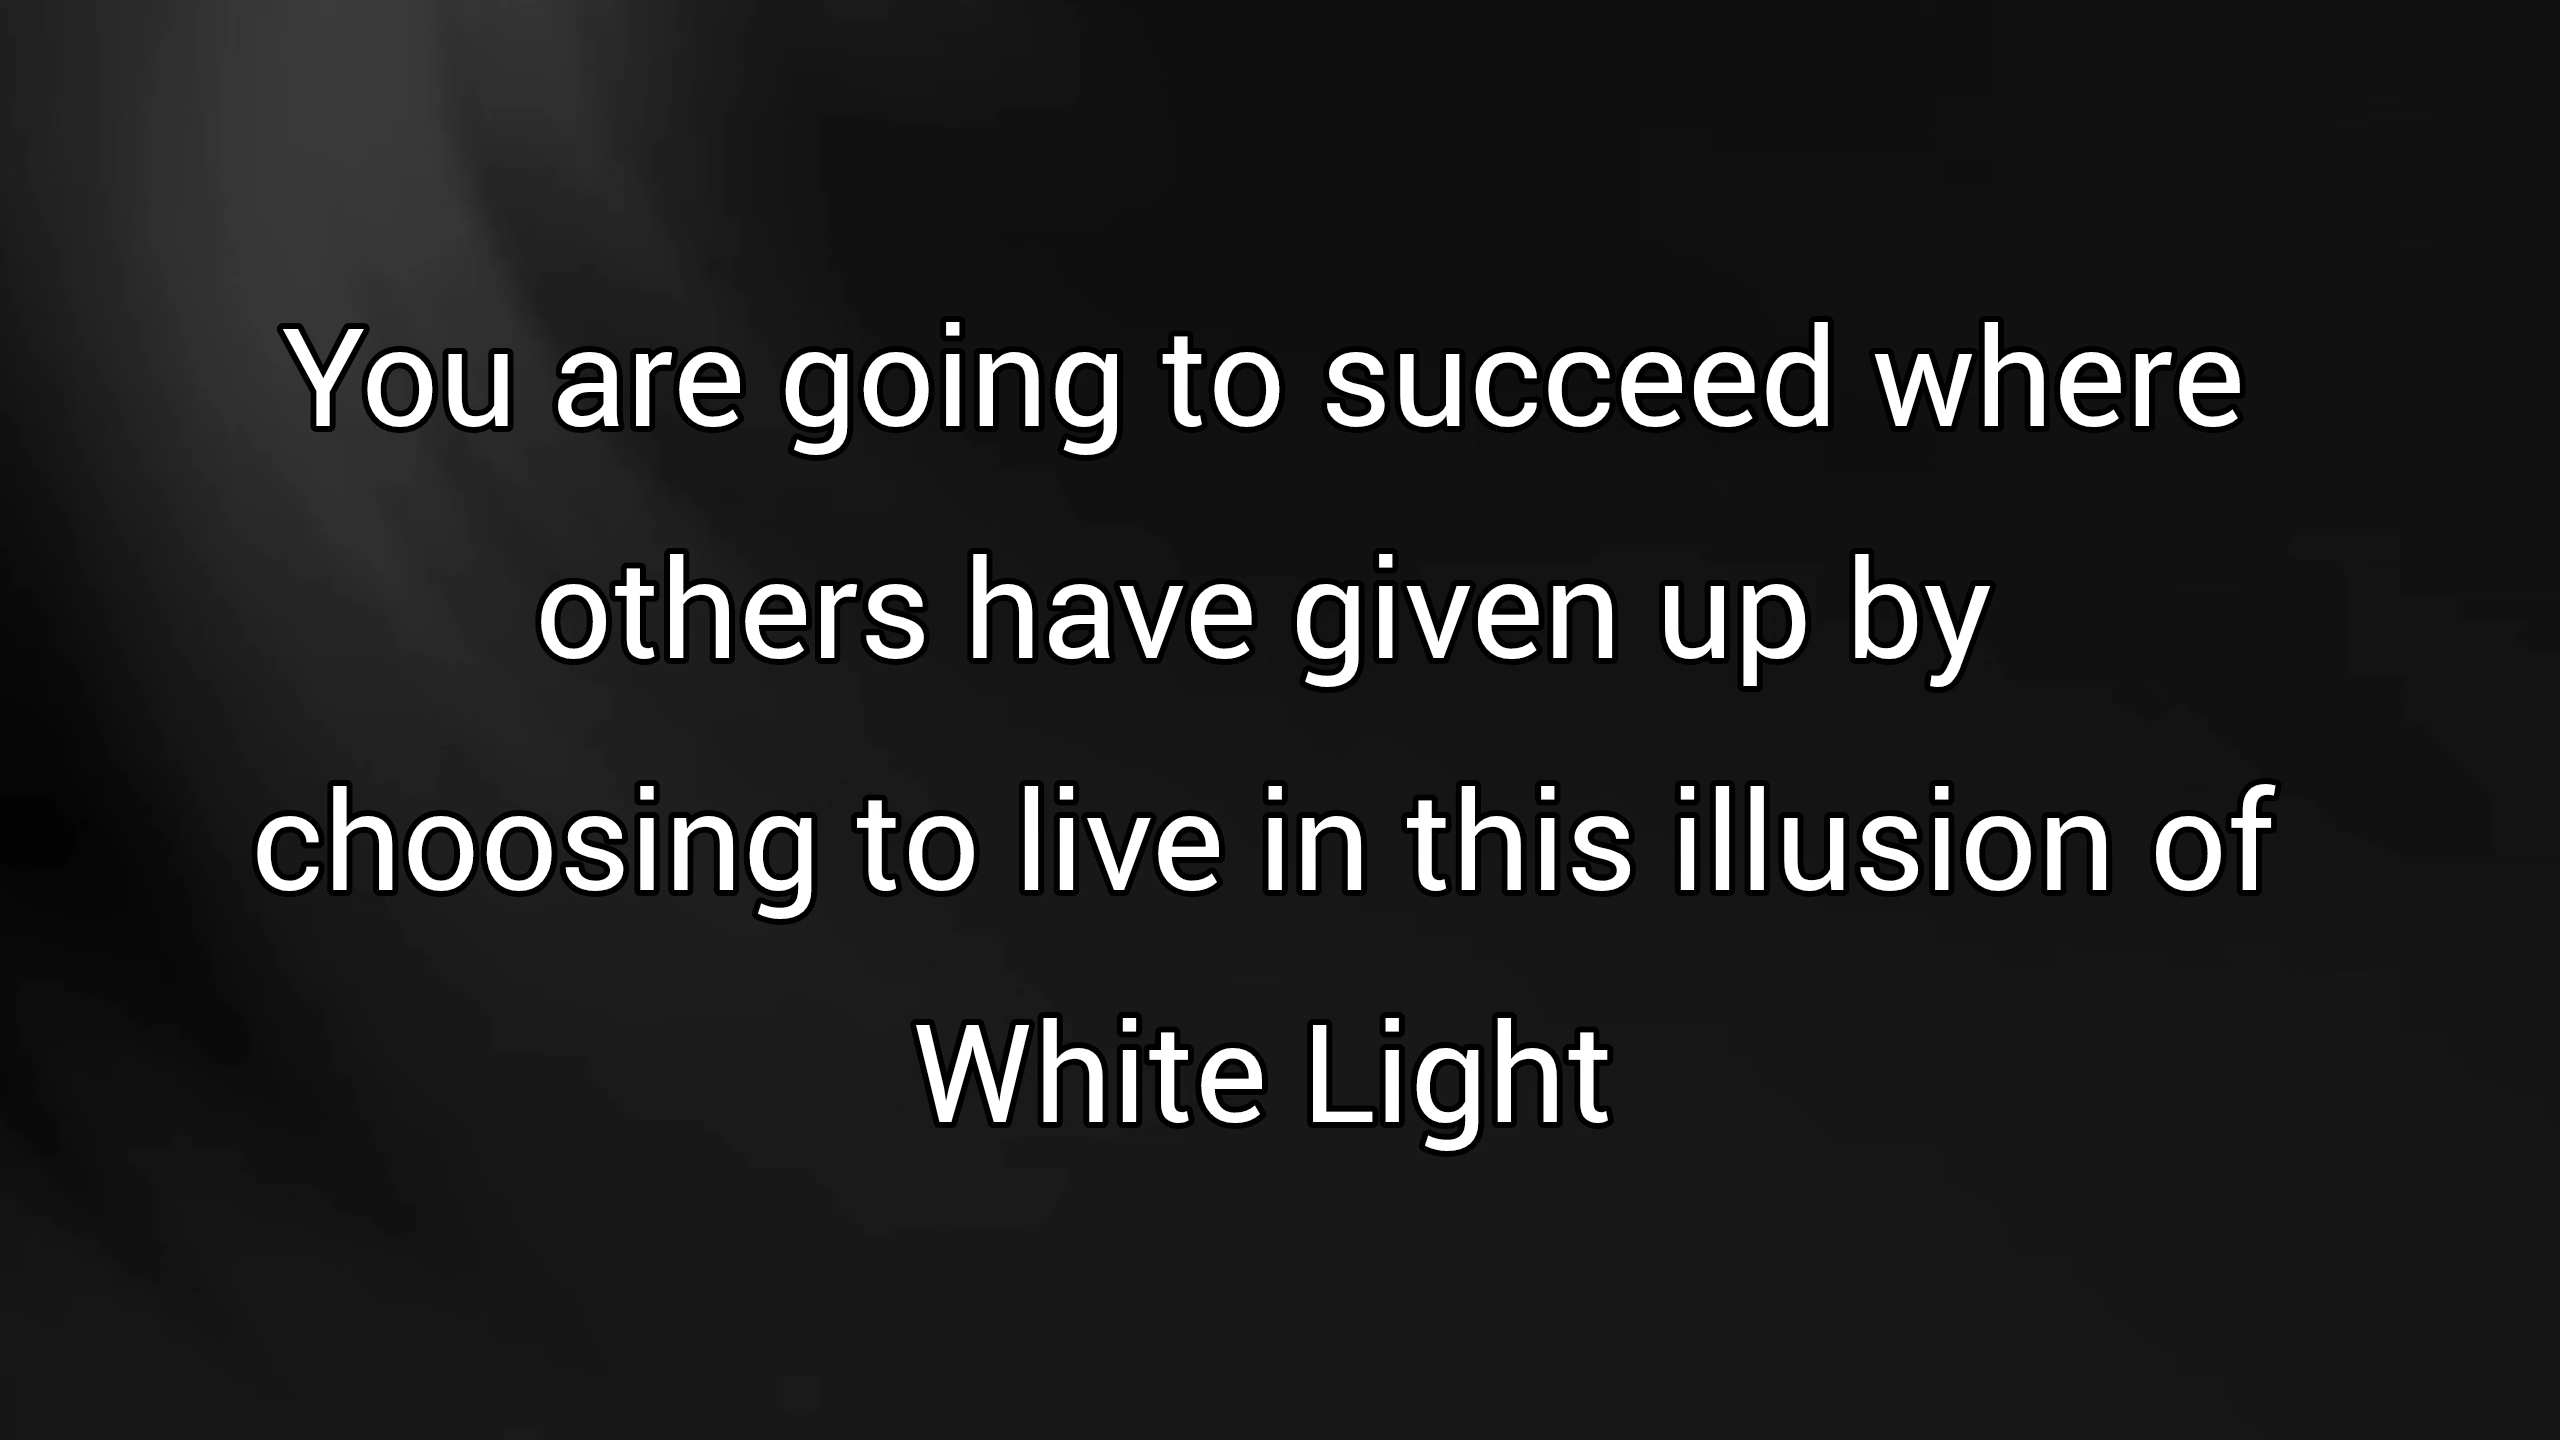 You are going to succeed where
others have given up by
choosing to live in this illusion of
White Light